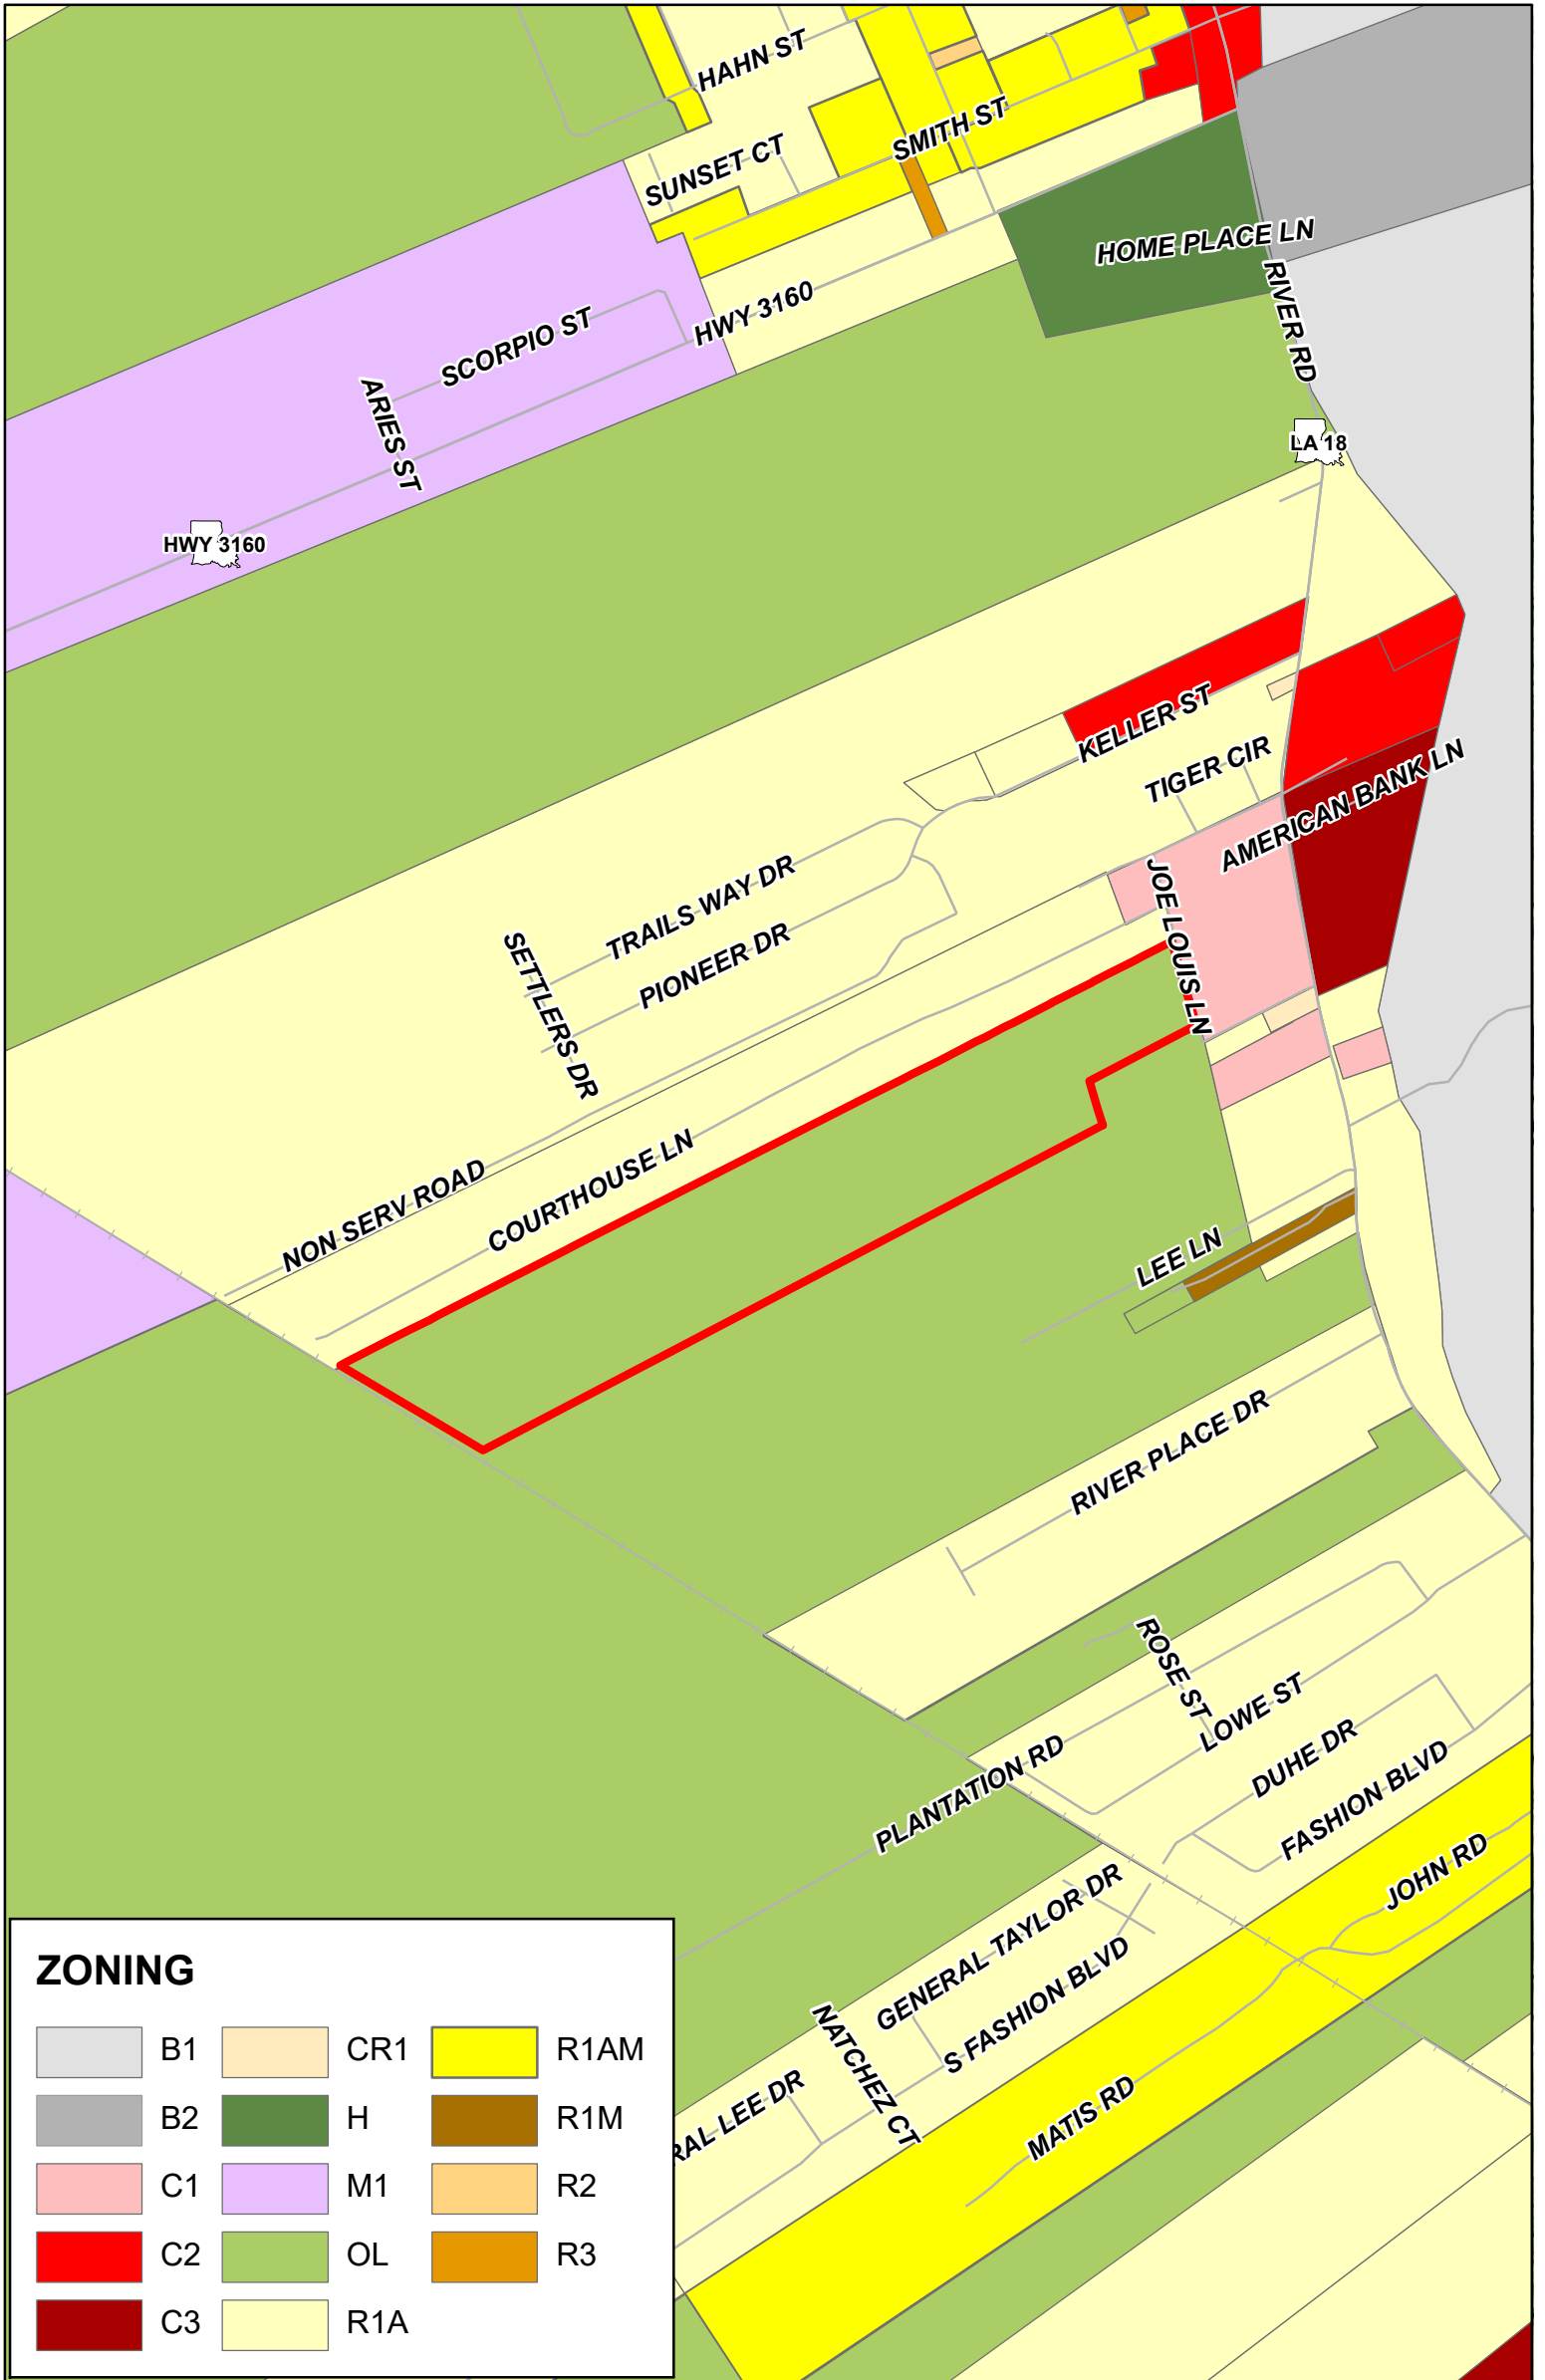 HAHN ST
SMITH ST
SUNSET CT
HOME PLACE LN
RIVER RD
HWY 3160
SCORPIO ST
ARIES ST
LA 18
HWY 3160
KELLER ST
TIGER CIR
AMERICAN BANK LN
JOE LOUIS LN
TRAILS WAY DR
PIONEER DR
SETTLERS DR
COURTHOUSE LN
NON SERV ROAD
LEE LN
RIVER PLACE DR
ROSE ST
LOWE ST
DUHE DR
FASHION BLVD
PLANTATION RD
JOHN RD
GENERAL TAYLOR DR
S FASHION BLVD
NATCHEZ CT
RAL LEE DR
MATIS RD
ZONING
B1
CR1
R1AM
B2
H
R1M
C1
M1
R2
C2
OL
R3
C3
R1A